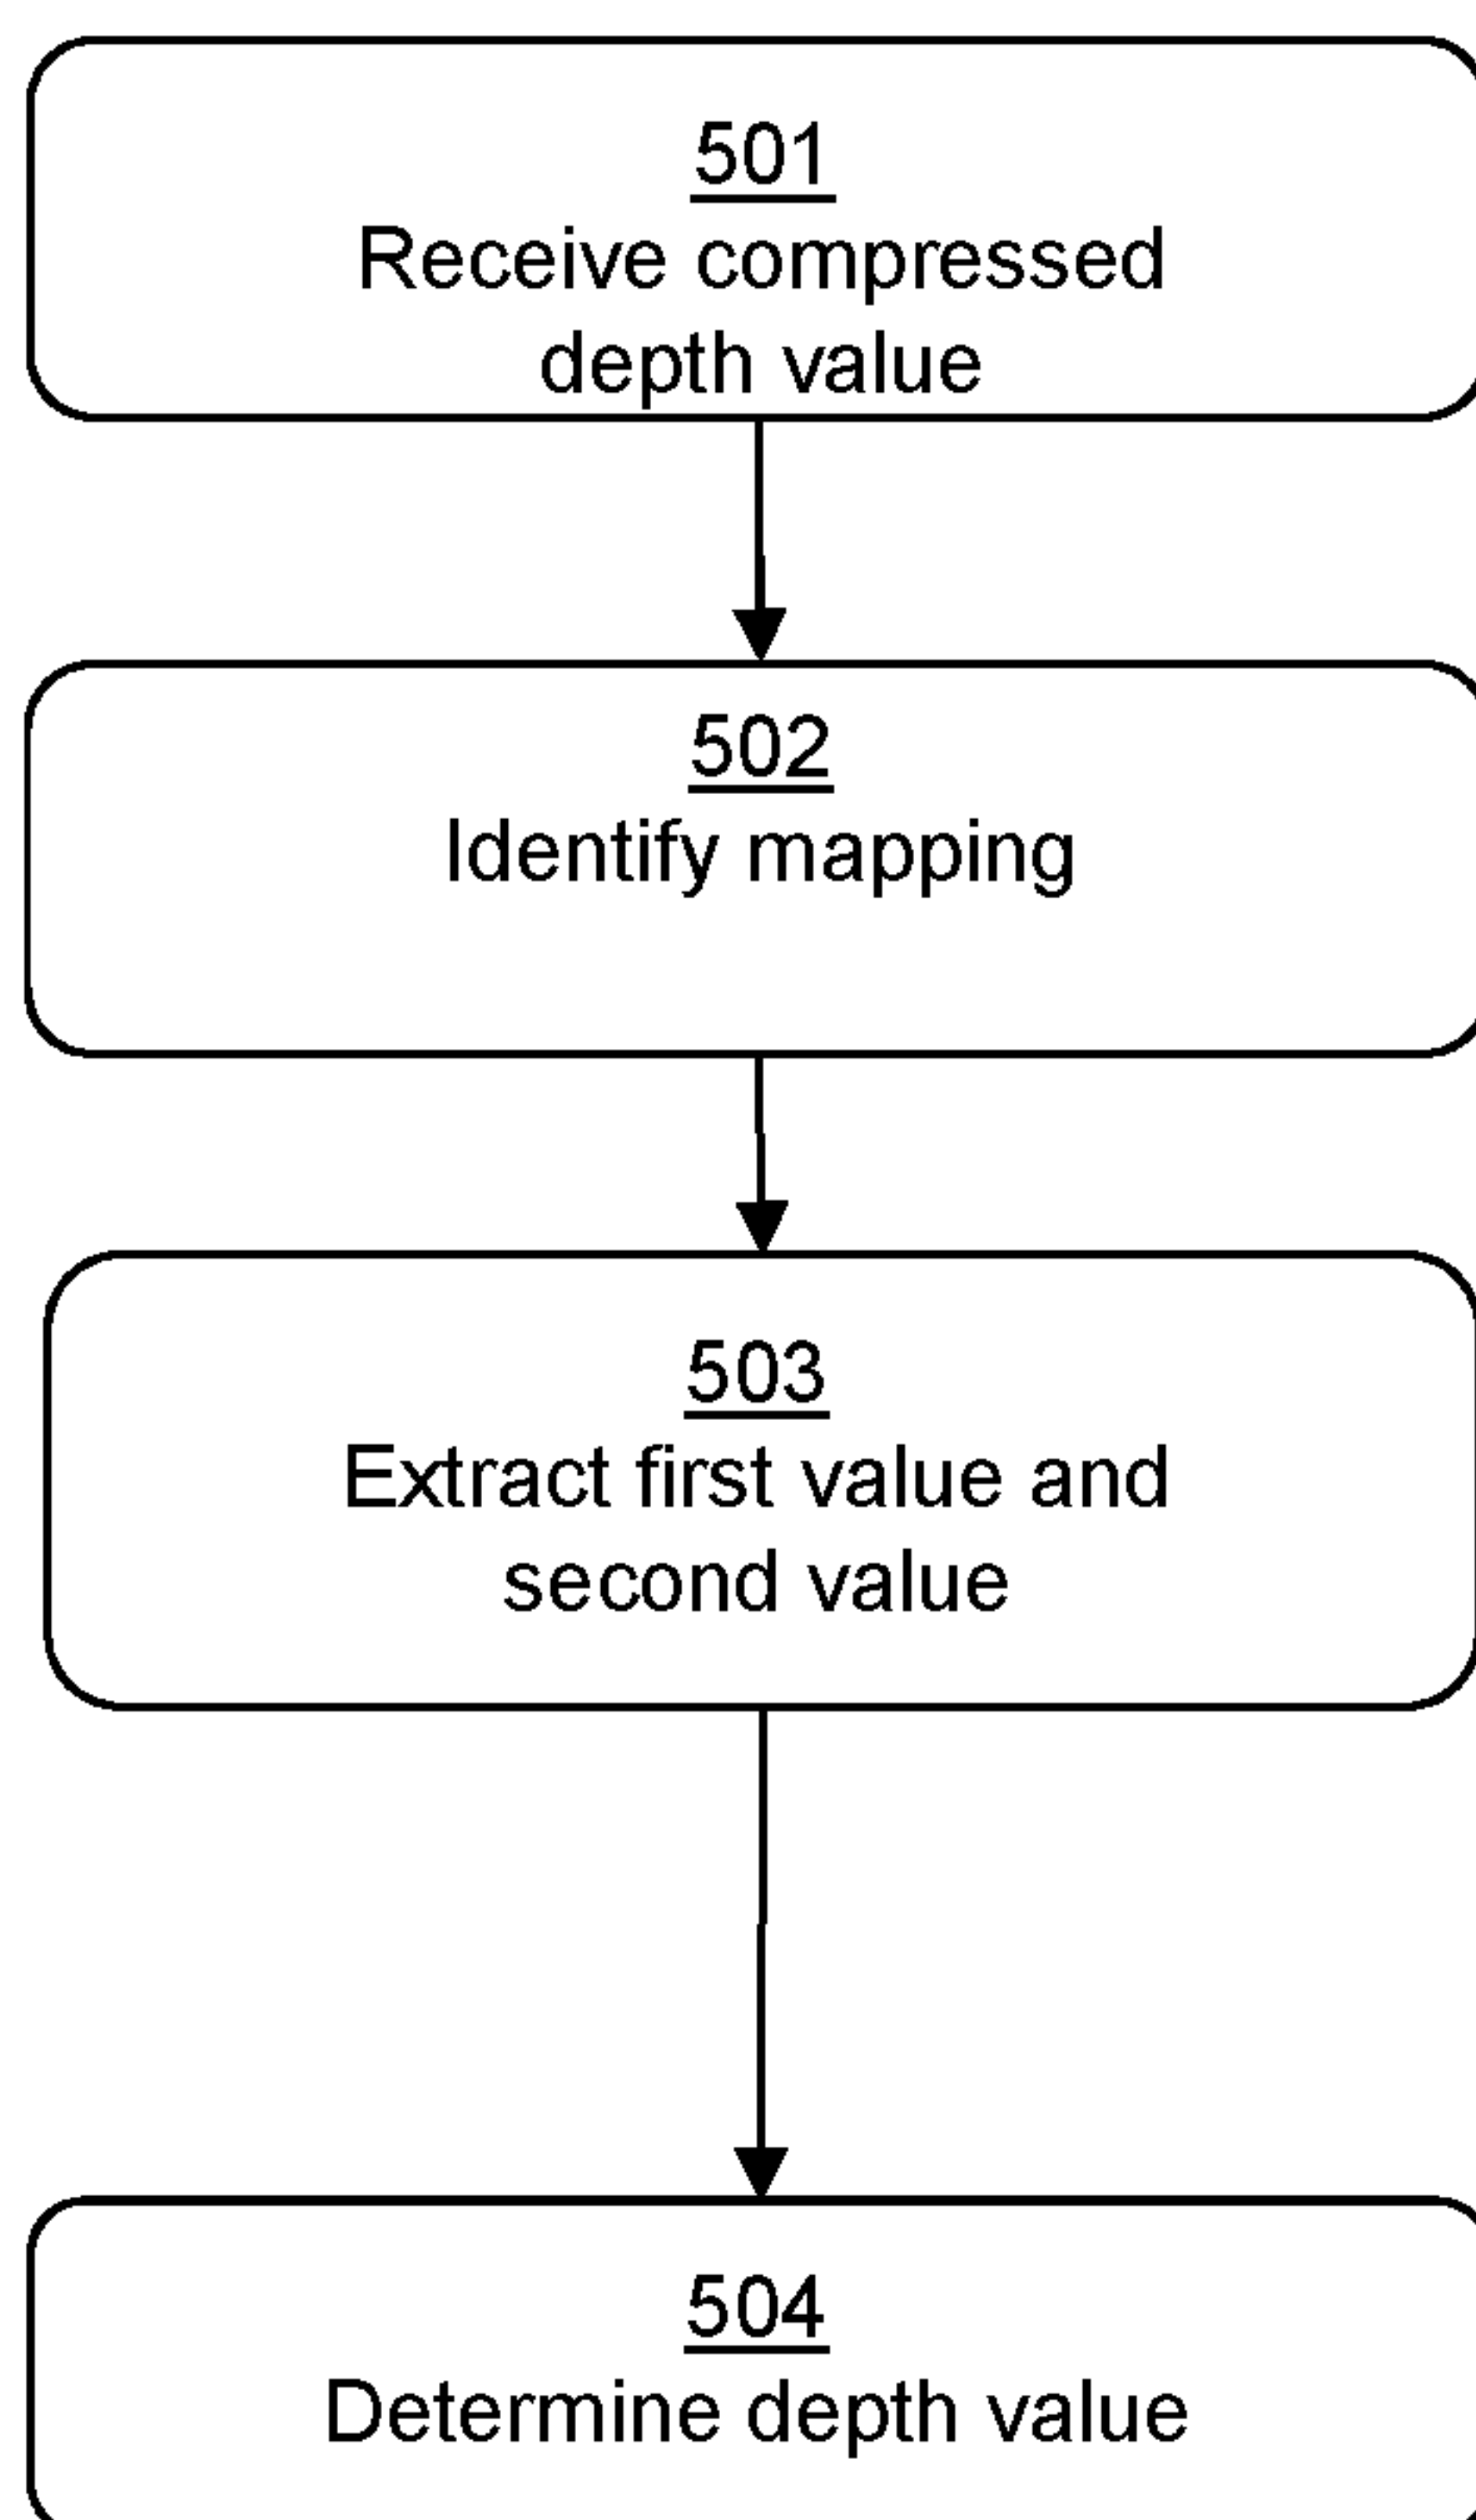 501
Receive compressed
depth value
502
Identify mapping
503
Extract first value and
second value
504
Determine depth value